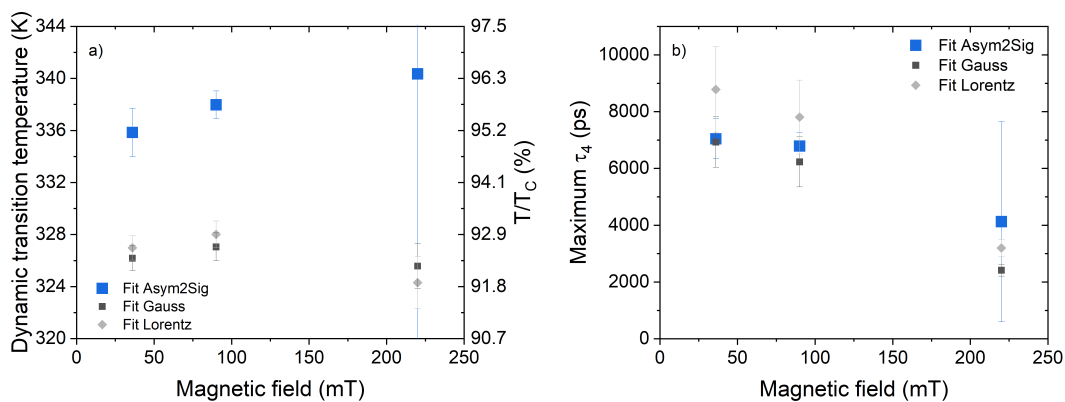 a)
Dynamic transition temperature (K)
344
340
336
332
328
324
320
97.5
96.3
95.2
94.1
92.9
91.8
90.7
T/T_C (%)
Fit Asym2Sig
Fit Gauss
Fit Lorentz
0 50 100 150 200 250
Magnetic field (mT)
b)
Maximum τ₄ (ps)
10000
8000
6000
4000
2000
0
Fit Asym2Sig
Fit Gauss
Fit Lorentz
0 50 100 150 200 250
Magnetic field (mT)